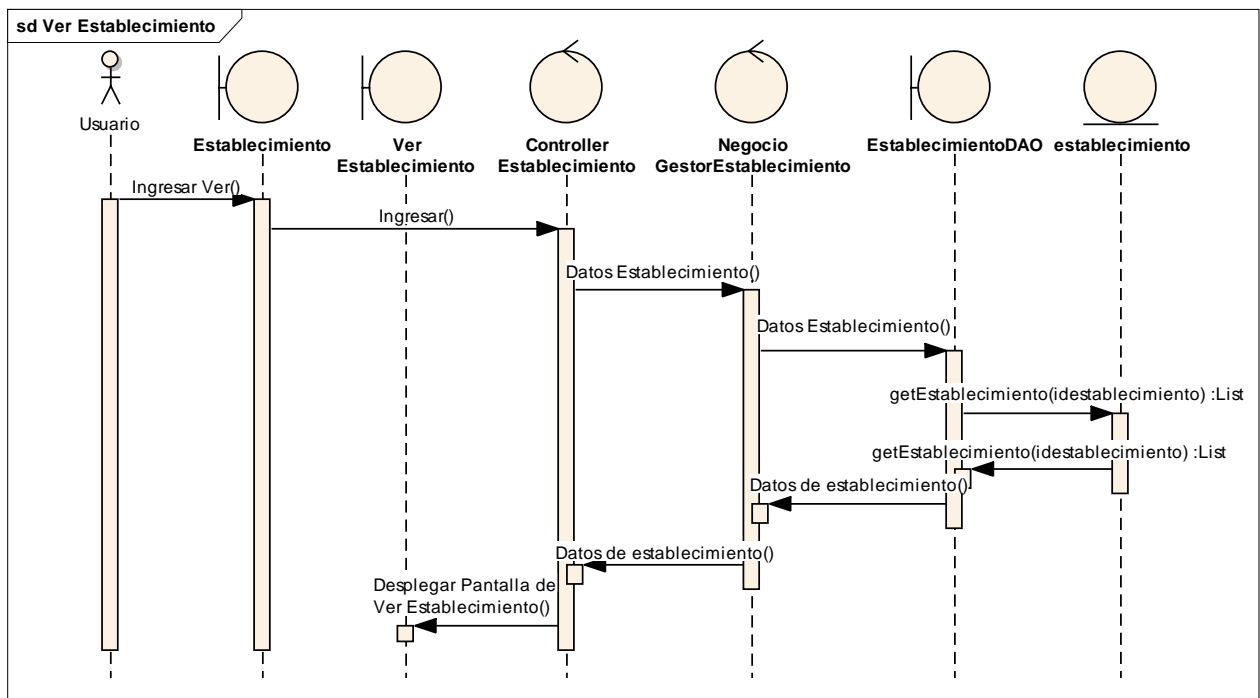 sd Ver Establecimiento
Usuario
Establecimiento
Ver
Establecimiento
Controller
Establecimiento
Negocio
GestorEstablecimiento
EstablecimientoDAO
establecimiento
Ingresar Ver()
Ingresar()
Datos Establecimiento()
Datos Establecimiento()
getEstablecimiento(idestablecimiento) :List
getEstablecimiento(idestablecimiento) :List
Datos de establecimiento()
Datos de establecimiento()
Desplegar Pantalla de
Ver Establecimiento()